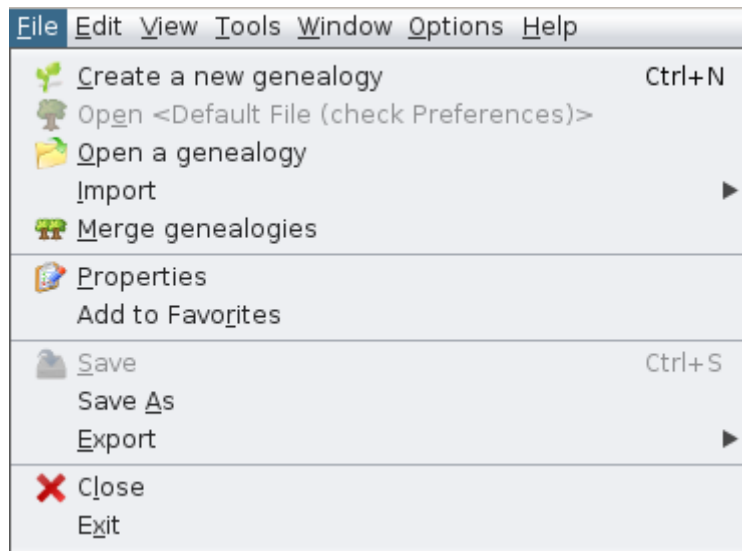 File Edit View Tools Window Options Help
Create a new genealogy Ctrl+N
Open <Default File (check Preferences)>
Open a genealogy
Import
Merge genealogies
Properties
Add to Favorites
Save Ctrl+S
Save As
Export
Close
Exit